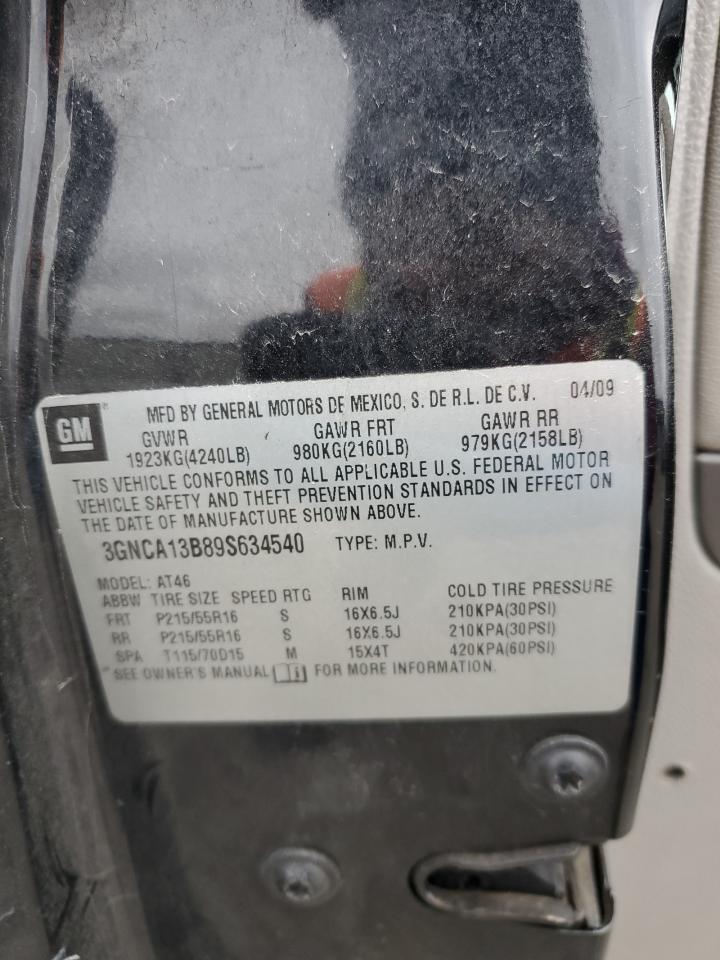 GM
MFD BY GENERAL MOTORS DE MEXICO, S. DE R.L. DE C.V. 04/09
GVWR GAWR FRT GAWR RR
1923KG(4240LB) 980KG(2160LB) 979KG(2158LB)
THIS VEHICLE CONFORMS TO ALL APPLICABLE U.S. FEDERAL MOTOR
VEHICLE SAFETY AND THEFT PREVENTION STANDARDS IN EFFECT ON
THE DATE OF MANUFACTURE SHOWN ABOVE.
3GNCA13B89S634540 TYPE: M.P.V.
MODEL: AT46
ABBW TIRE SIZE SPEED RTG RIM COLD TIRE PRESSURE
FRT P215/55R16 S 16X6.5J 210KPA(30PSI)
RR P215/55R16 S 16X6.5J 210KPA(30PSI)
SPA T115/70D15 M 15X4T 420KPA(60PSI)
*SEE OWNER'S MANUAL i FOR MORE INFORMATION.